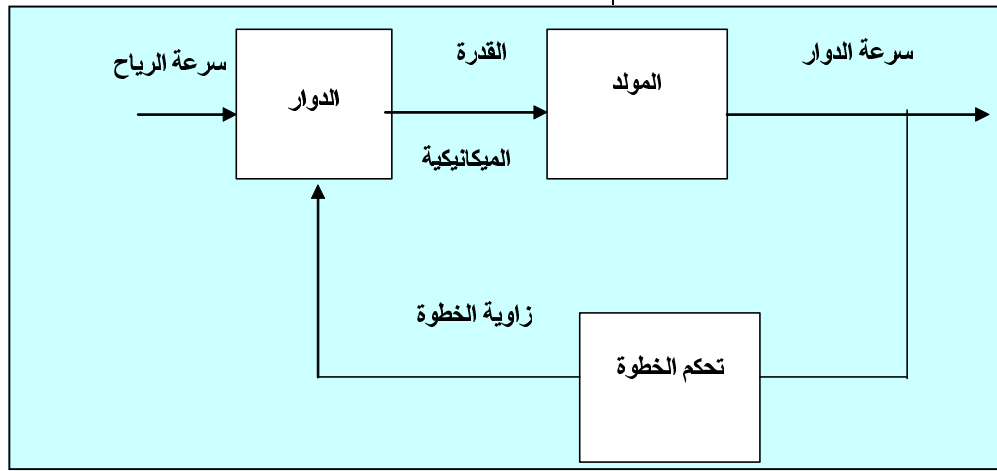 سرعة الرياح
الدوار
القدرة
الميكانيكية
المولد
سرعة الدوار
زاوية الخطوة
تحكم الخطوة